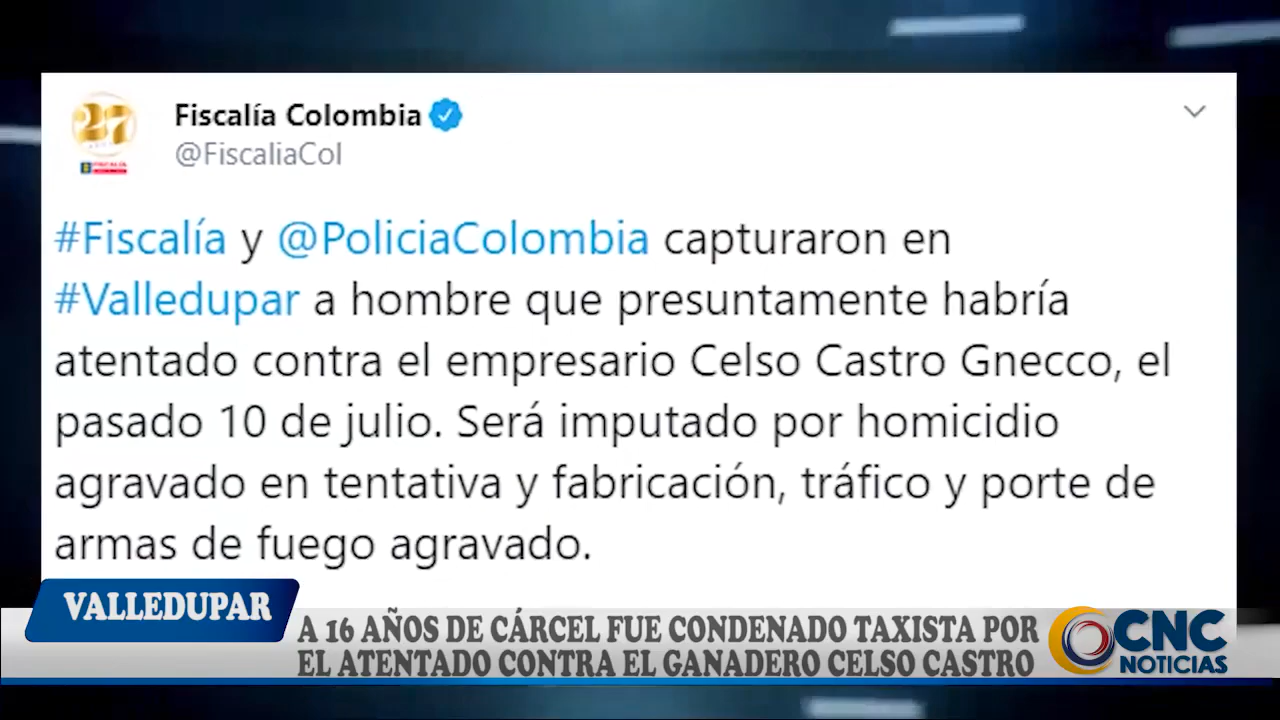 27
Fiscalía Colombia
@FiscaliaCol
#Fiscalía y @PoliciaColombia capturaron en
#Valledupar a hombre que presuntamente habría
atentado contra el empresario Celso Castro Gnecco, el
pasado 10 de julio. Será imputado por homicidio
agravado en tentativa y fabricación, tráfico y porte de
armas de fuego agravado.
VALLEDUPAR
A 16 AÑOS DE CÁRCEL FUE CONDENADO TAXISTA POR
EL ATENTADO CONTRA EL GANADERO CELSO CASTRO
CNC
NOTICIAS